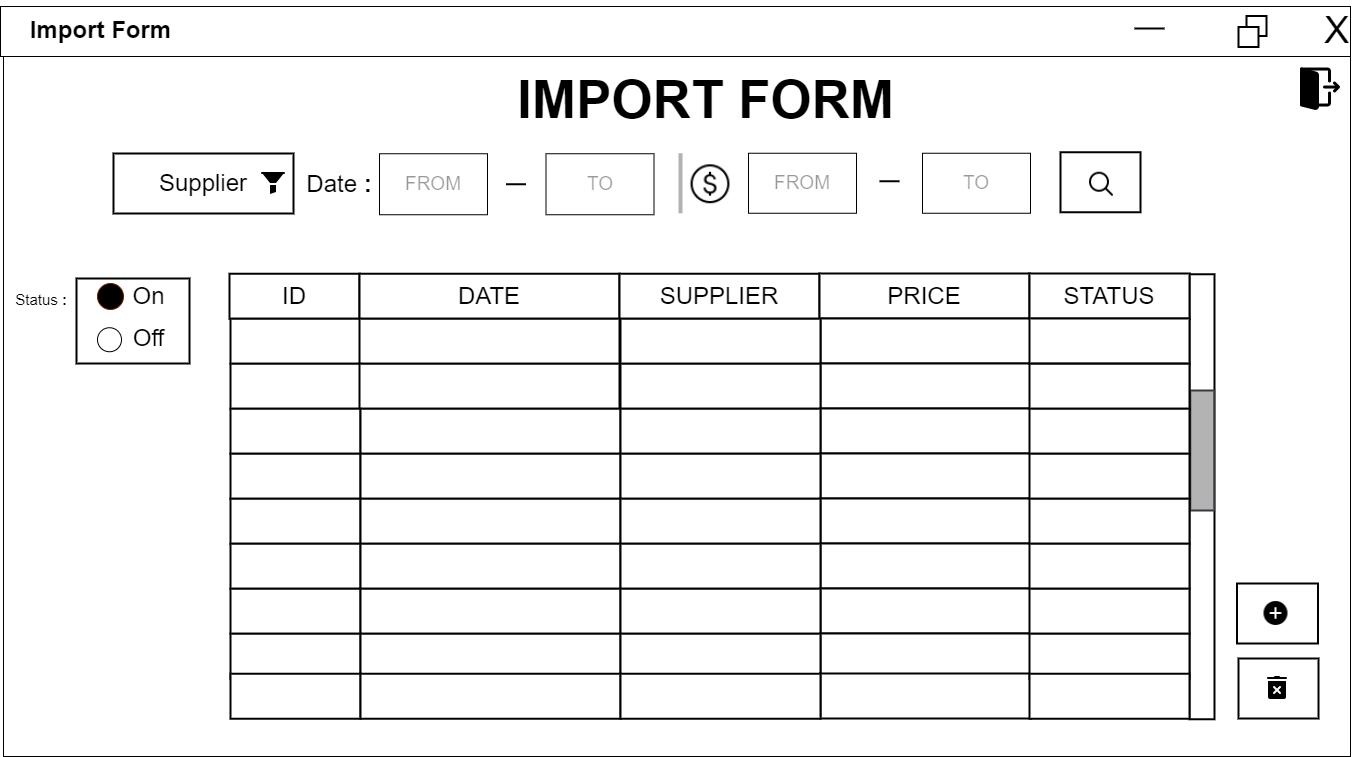 Import Form
IMPORT FORM
Supplier Date : FROM — TO $ FROM — TO
Status :
On
Off
ID DATE SUPPLIER PRICE STATUS